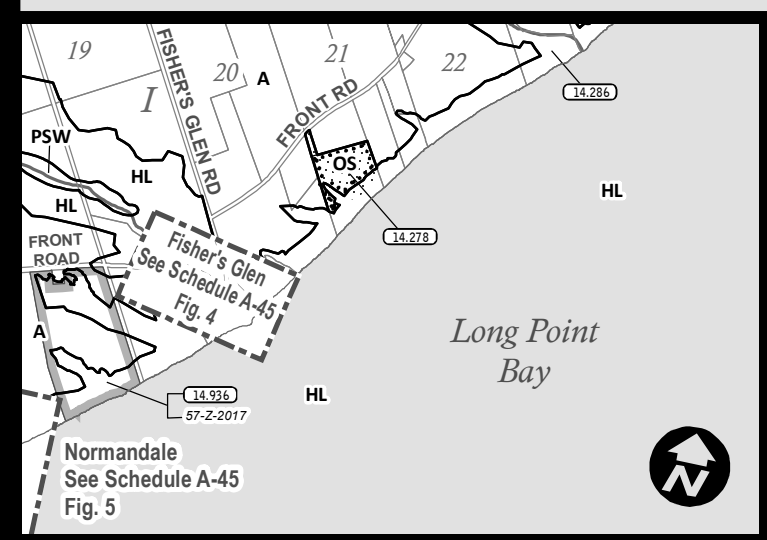 19
I
20
A
21
22
14.286
FISHER'S GLEN RD
FRONT RD
PSW
HL
HL
OS
HL
14.278
FRONT
ROAD
Fisher's Glen
See Schedule A-45
Fig. 4
A
Long Point
Bay
HL
14.936
57-Z-2017
Normandale
See Schedule A-45
Fig. 5
N